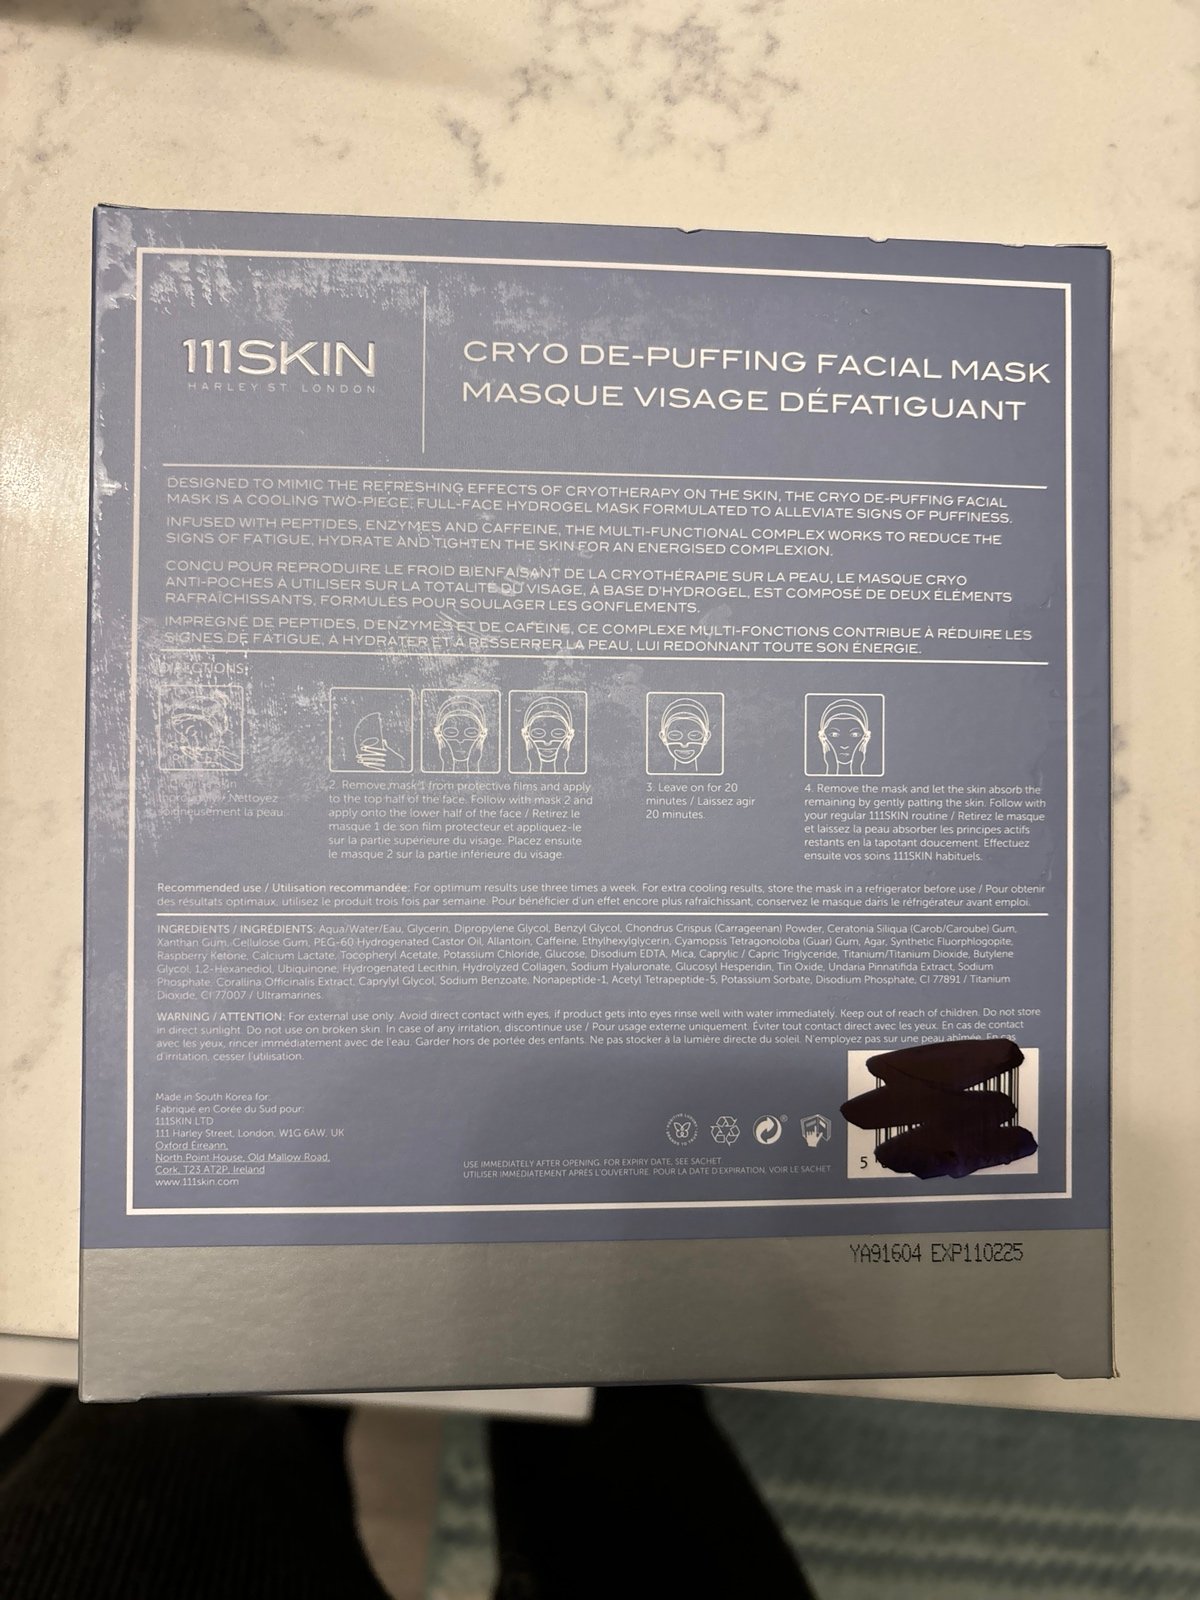 111SKIN
HARLEY ST. LONDON
CRYO DE-PUFFING FACIAL MASK
MASQUE VISAGE DÉFATIGUANT
DESIGNED TO MIMIC THE REFRESHING EFFECTS OF CRYOTHERAPY ON THE SKIN, THE CRYO DE-PUFFING FACIAL
MASK IS A COOLING TWO-PIECE, FULL-FACE HYDROGEL MASK FORMULATED TO ALLEVIATE SIGNS OF PUFFINESS.
INFUSED WITH PEPTIDES, ENZYMES AND CAFFEINE, THE MULTI-FUNCTIONAL COMPLEX WORKS TO REDUCE THE
SIGNS OF FATIGUE, HYDRATE AND TIGHTEN THE SKIN FOR AN ENERGISED COMPLEXION.
CONÇU POUR REPRODUIRE LE FROID BIENFAISANT DE LA CRYOTHÉRAPIE SUR LA PEAU, LE MASQUE CRYO
ANTI-POCHES À UTILISER SUR LA TOTALITÉ DU VISAGE, À BASE D'HYDROGEL, EST COMPOSÉ DE DEUX ÉLÉMENTS
RAFRAÎCHISSANTS, FORMULÉS POUR SOULAGER LES GONFLEMENTS.
IMPRÉGNÉ DE PEPTIDES, D'ENZYMES ET DE CAFÉINE, CE COMPLEXE MULTI-FONCTIONS CONTRIBUE À RÉDUIRE LES
SIGNES DE FATIGUE, À HYDRATER ET À RESSERRER LA PEAU, LUI REDONNANT TOUTE SON ÉNERGIE.
DIRECTIONS:
skin
/ Nettoyez
soigneusement la peau.
2. Remove mask 1 from protective films and apply
to the top half of the face. Follow with mask 2 and
apply onto the lower half of the face / Retirez le
masque 1 de son film protecteur et appliquez-le
sur la partie supérieure du visage. Placez ensuite
le masque 2 sur la partie inférieure du visage.
3. Leave on for 20
minutes / Laissez agir
20 minutes.
4. Remove the mask and let the skin absorb the
remaining by gently patting the skin. Follow with
your regular 111SKIN routine / Retirez le masque
et laissez la peau absorber les principes actifs
restants en la tapotant doucement. Effectuez
ensuite vos soins 111SKIN habituels.
Recommended use / Utilisation recommandée: For optimum results use three times a week. For extra cooling results, store the mask in a refrigerator before use / Pour obtenir
des résultats optimaux, utilisez le produit trois fois par semaine. Pour bénéficier d'un effet encore plus rafraîchissant, conservez le masque dans le réfrigérateur avant emploi.
INGREDIENTS / INGRÉDIENTS: Aqua/Water/Eau, Glycerin, Dipropylene Glycol, Benzyl Glycol, Chondrus Crispus (Carrageenan) Powder, Ceratonia Siliqua (Carob/Caroube) Gum,
Xanthan Gum, Cellulose Gum, PEG-60 Hydrogenated Castor Oil, Allantoin, Caffeine, Ethylhexylglycerin, Cyamopsis Tetragonoloba (Guar) Gum, Agar, Synthetic Fluorphlogopite,
Raspberry Ketone, Calcium Lactate, Tocopheryl Acetate, Potassium Chloride, Glucose, Disodium EDTA, Mica, Caprylic / Capric Triglyceride, Titanium/Titanium Dioxide, Butylene
Glycol, 1,2-Hexanediol, Ubiquinone, Hydrogenated Lecithin, Hydrolyzed Collagen, Sodium Hyaluronate, Glucosyl Hesperidin, Tin Oxide, Undaria Pinnatifida Extract, Sodium
Phosphate, Corallina Officinalis Extract, Caprylyl Glycol, Sodium Benzoate, Nonapeptide-1, Acetyl Tetrapeptide-5, Potassium Sorbate, Disodium Phosphate, CI 77891 / Titanium
Dioxide, CI 77007 / Ultramarines.
WARNING / ATTENTION: For external use only. Avoid direct contact with eyes, if product gets into eyes rinse well with water immediately. Keep out of reach of children. Do not store
in direct sunlight. Do not use on broken skin. In case of any irritation, discontinue use / Pour usage externe uniquement. Éviter tout contact direct avec les yeux. En cas de contact
avec les yeux, rincer immédiatement avec de l'eau. Garder hors de portée des enfants. Ne pas stocker à la lumière directe du soleil. N'employez pas sur une peau abîmée. En cas
d'irritation, cesser l'utilisation.
Made in South Korea for:
Fabriqué en Corée du Sud pour:
111SKIN LTD
111 Harley Street, London, W1G 6AW, UK
Oxford Éireann,
North Point House, Old Mallow Road,
Cork, T23 AT2P, Ireland
www.111skin.com
USE IMMEDIATELY AFTER OPENING. FOR EXPIRY DATE, SEE SACHET
UTILISER IMMÉDIATEMENT APRÈS L'OUVERTURE. POUR LA DATE D'EXPIRATION, VOIR LE SACHET
5
YA91604 EXP110225